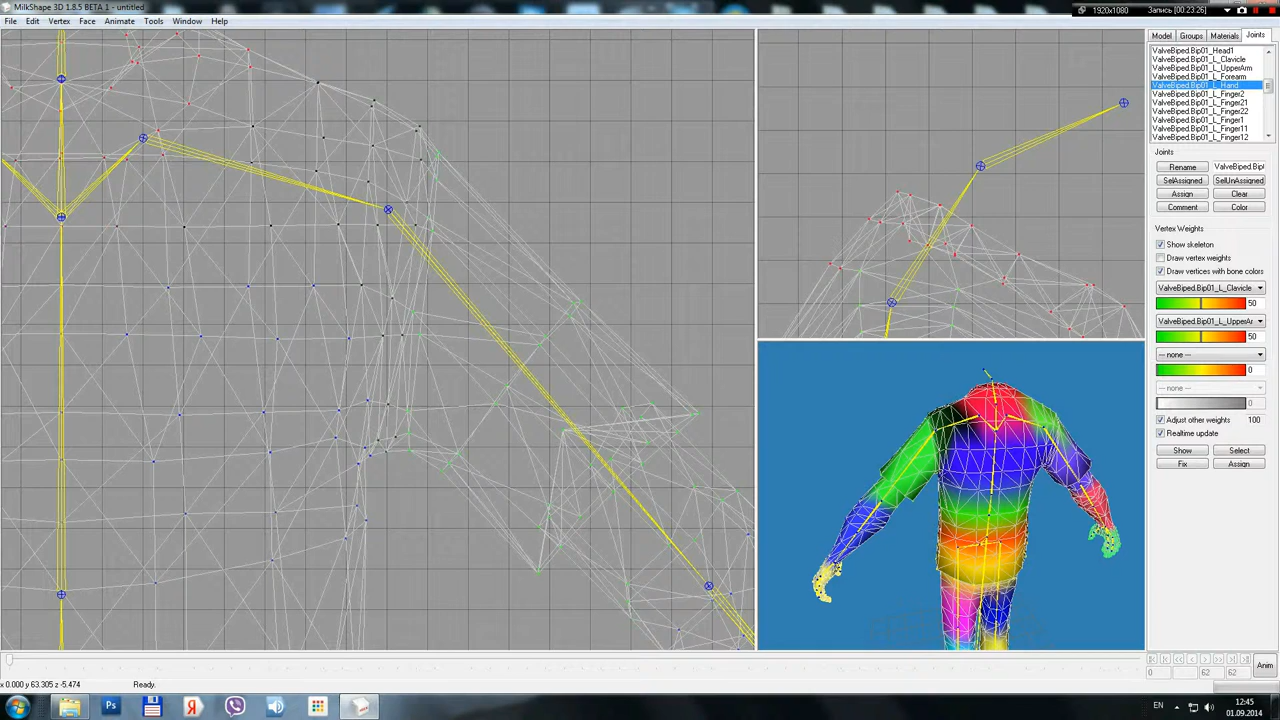 MilkShape 3D 1.8.5 BETA 1 - untitled
1920x1080
Запись [00:23:26]
File Edit Vertex Face Animate Tools Window Help
Model Groups Materials Joints
ValveBiped.Bip01_Head1
ValveBiped.Bip01_L_Clavicle
ValveBiped.Bip01_L_UpperArm
ValveBiped.Bip01_L_Forearm
ValveBiped.Bip01_L_Hand
ValveBiped.Bip01_L_Finger2
ValveBiped.Bip01_L_Finger21
ValveBiped.Bip01_L_Finger22
ValveBiped.Bip01_L_Finger1
ValveBiped.Bip01_L_Finger11
ValveBiped.Bip01_L_Finger12
Joints
Rename ValveBiped.Bip
SelAssigned SelUnAssigned
Assign Clear
Comment Color
Vertex Weights
Show skeleton
Draw vertex weights
Draw vertices with bone colors
ValveBiped.Bip01_L_Clavicle
50
ValveBiped.Bip01_L_UpperAr
50
--- none ---
0
--- none ---
0
Adjust other weights 100
Realtime update
Show Select
Fix Assign
0 62 62
Anim
x 0.000 y 63.305 z -5.474 Ready.
Ps
Я
EN
12:45
01.09.2014